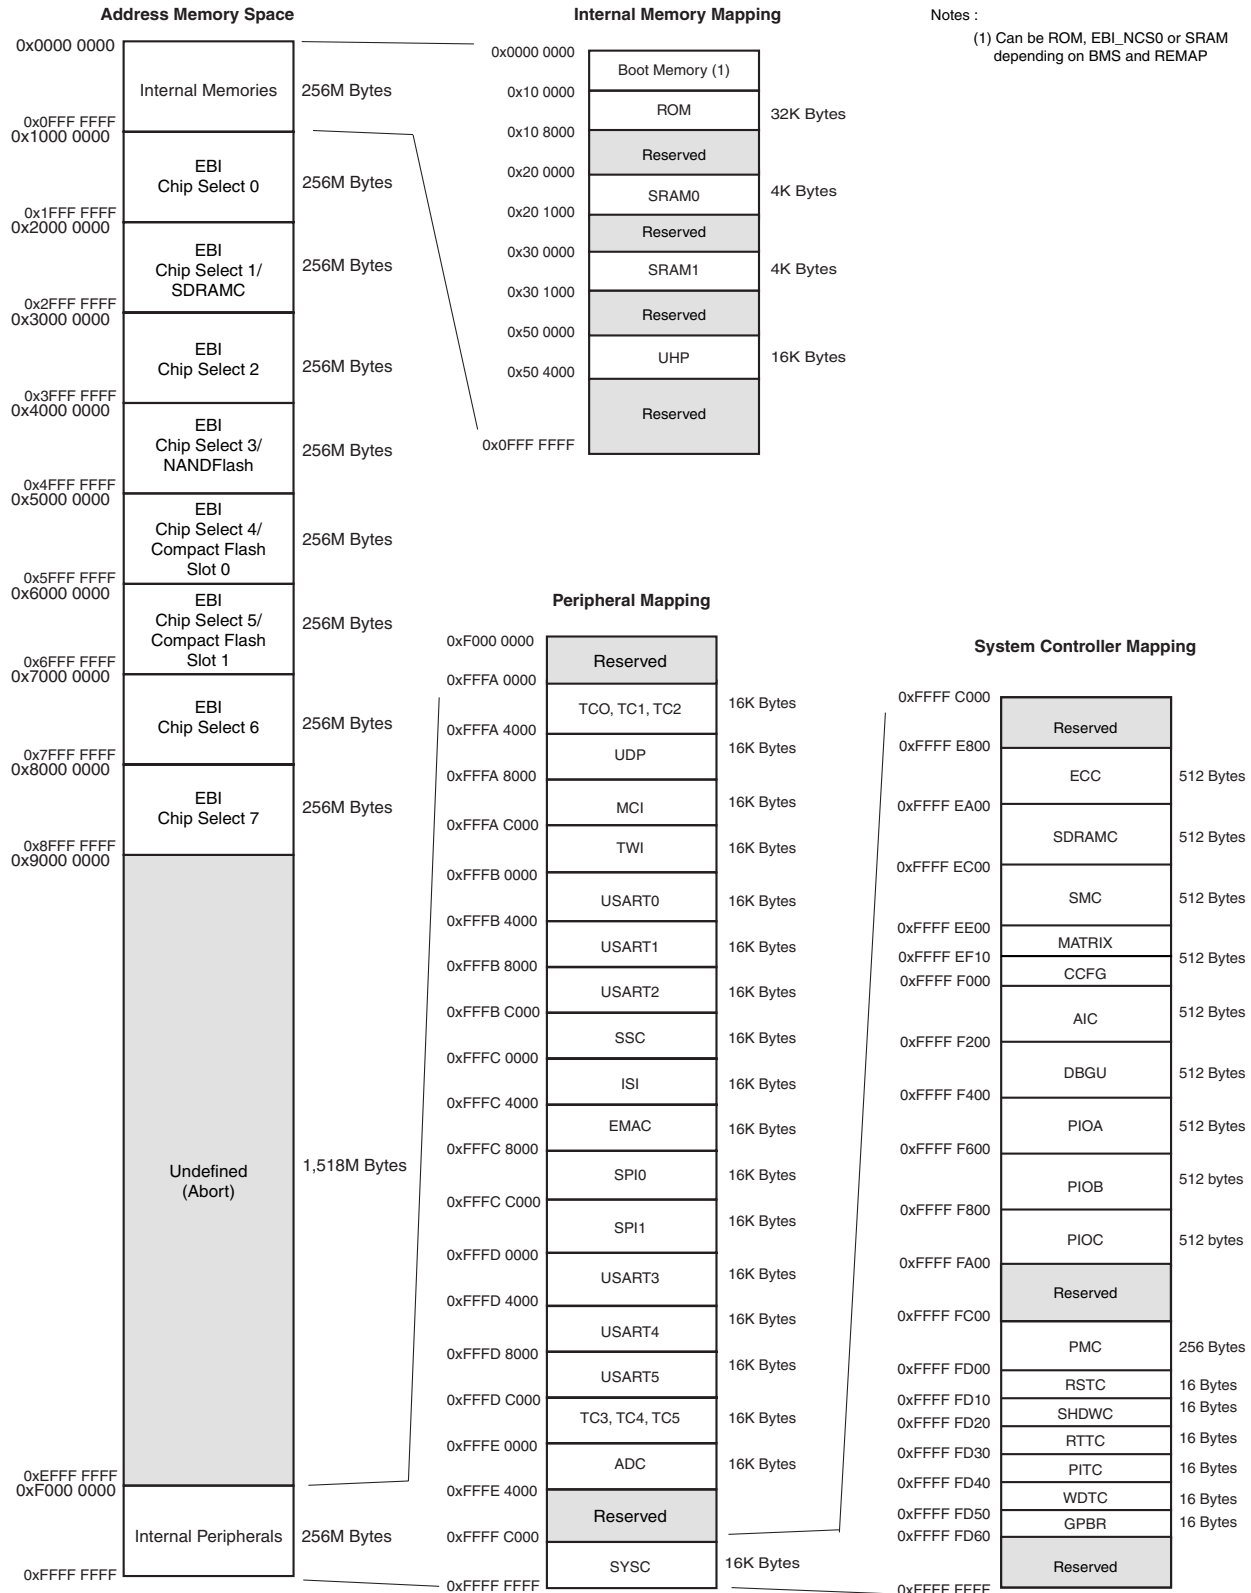 Address Memory Space
0x0000 0000
Internal Memories
256M Bytes
0x0FFF FFFF
0x1000 0000
EBI
Chip Select 0
256M Bytes
0x1FFF FFFF
0x2000 0000
EBI
Chip Select 1/
SDRAMC
256M Bytes
0x2FFF FFFF
0x3000 0000
EBI
Chip Select 2
256M Bytes
0x3FFF FFFF
0x4000 0000
EBI
Chip Select 3/
NANDFlash
256M Bytes
0x4FFF FFFF
0x5000 0000
EBI
Chip Select 4/
Compact Flash
Slot 0
256M Bytes
0x5FFF FFFF
0x6000 0000
EBI
Chip Select 5/
Compact Flash
Slot 1
256M Bytes
0x6FFF FFFF
0x7000 0000
EBI
Chip Select 6
256M Bytes
0x7FFF FFFF
0x8000 0000
EBI
Chip Select 7
256M Bytes
0x8FFF FFFF
0x9000 0000
Undefined
(Abort)
1,518M Bytes
0xEFFF FFFF
0xF000 0000
Internal Peripherals
256M Bytes
0xFFFF FFFF
Internal Memory Mapping
0x0000 0000
Boot Memory (1)
0x10 0000
ROM
32K Bytes
0x10 8000
Reserved
0x20 0000
SRAM0
4K Bytes
0x20 1000
Reserved
0x30 0000
SRAM1
4K Bytes
0x30 1000
Reserved
0x50 0000
UHP
16K Bytes
0x50 4000
Reserved
0x0FFF FFFF
Notes :
(1) Can be ROM, EBI_NCS0 or SRAM
depending on BMS and REMAP
Peripheral Mapping
0xF000 0000
Reserved
0xFFFA 0000
TCO, TC1, TC2
16K Bytes
0xFFFA 4000
UDP
16K Bytes
0xFFFA 8000
MCI
16K Bytes
0xFFFA C000
TWI
16K Bytes
0xFFFB 0000
USART0
16K Bytes
0xFFFB 4000
USART1
16K Bytes
0xFFFB 8000
USART2
16K Bytes
0xFFFB C000
SSC
16K Bytes
0xFFFC 0000
ISI
16K Bytes
0xFFFC 4000
EMAC
16K Bytes
0xFFFC 8000
SPI0
16K Bytes
0xFFFC C000
SPI1
16K Bytes
0xFFFD 0000
USART3
16K Bytes
0xFFFD 4000
USART4
16K Bytes
0xFFFD 8000
USART5
16K Bytes
0xFFFD C000
TC3, TC4, TC5
16K Bytes
0xFFFE 0000
ADC
16K Bytes
0xFFFE 4000
Reserved
0xFFFF C000
SYSC
16K Bytes
0xFFFF FFFF
System Controller Mapping
0xFFFF C000
Reserved
0xFFFF E800
ECC
512 Bytes
0xFFFF EA00
SDRAMC
512 Bytes
0xFFFF EC00
SMC
512 Bytes
0xFFFF EE00
MATRIX
0xFFFF EF10
512 Bytes
CCFG
0xFFFF F000
AIC
512 Bytes
0xFFFF F200
DBGU
512 Bytes
0xFFFF F400
PIOA
512 Bytes
0xFFFF F600
PIOB
512 bytes
0xFFFF F800
PIOC
512 bytes
0xFFFF FA00
Reserved
0xFFFF FC00
PMC
256 Bytes
0xFFFF FD00
RSTC
16 Bytes
0xFFFF FD10
SHDWC
16 Bytes
0xFFFF FD20
RTTC
16 Bytes
0xFFFF FD30
PITC
16 Bytes
0xFFFF FD40
WDTC
16 Bytes
0xFFFF FD50
GPBR
16 Bytes
0xFFFF FD60
Reserved
0xFFFF FFFF